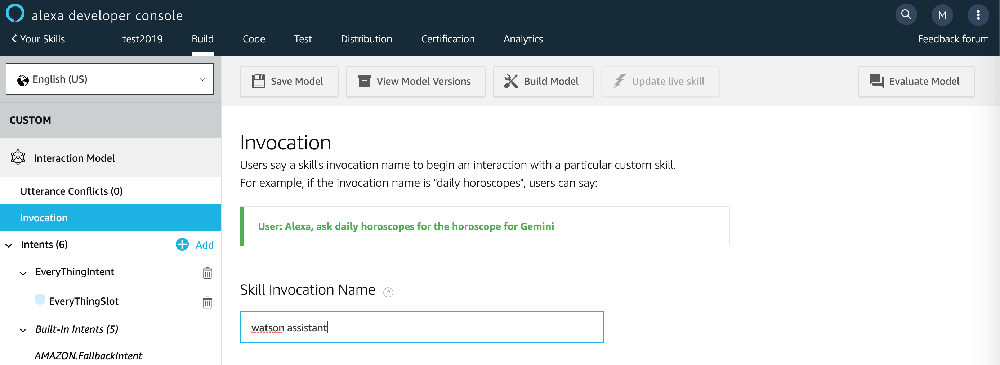 alexa developer console
M
Your Skills test2019 Build Code Test Distribution Certification Analytics Feedback forum
English (US)
Save Model View Model Versions Build Model Update live skill Evaluate Model
CUSTOM
Interaction Model
Utterance Conflicts (0)
Invocation
Intents (6) Add
EveryThingIntent
EveryThingSlot
Built-In Intents (5)
AMAZON.FallbackIntent
Invocation
Users say a skill's invocation name to begin an interaction with a particular custom skill.
For example, if the invocation name is "daily horoscopes", users can say:
User: Alexa, ask daily horoscopes for the horoscope for Gemini
Skill Invocation Name ?
watson assistant